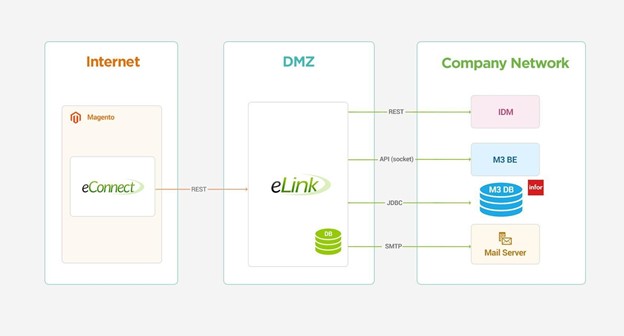 Internet
DMZ
Company Network
Magento
eConnect
REST
eLink
DB
REST
IDM
API (socket)
M3 BE
M3 DB
infor
JDBC
SMTP
Mail Server